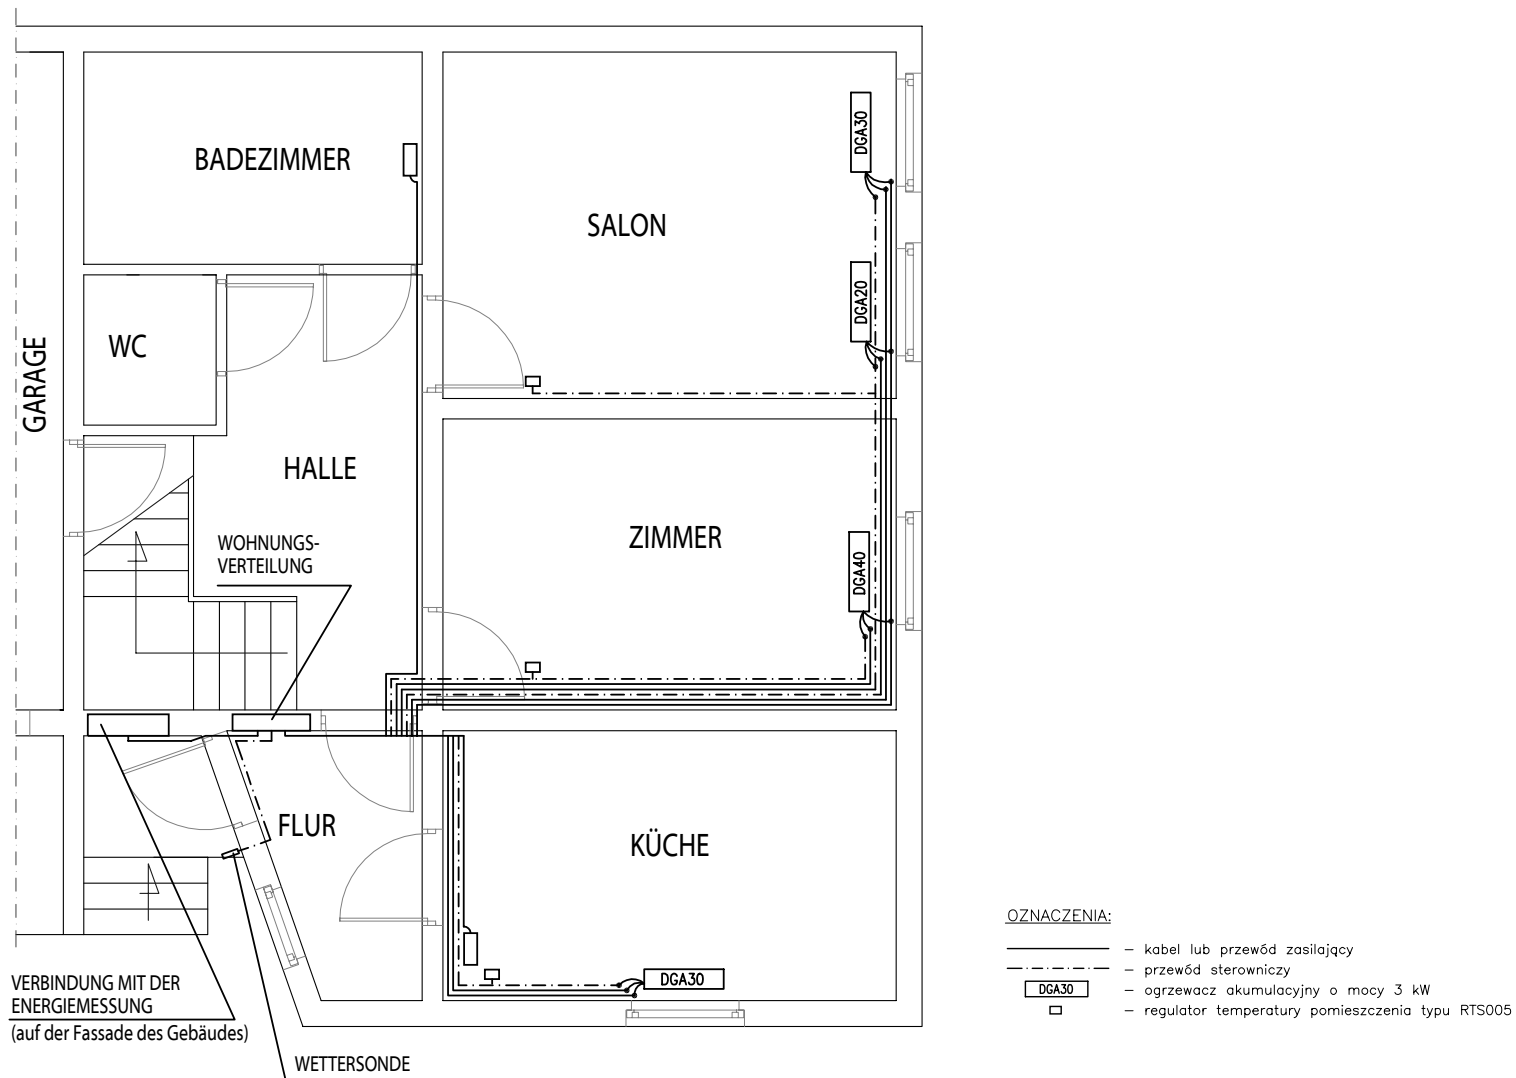 BADEZIMMER
DGA30
SALON
DGA20
WC
GARAGE
HALLE
WOHNUNGS-
VERTEILUNG
ZIMMER
DGA40
FLUR
KÜCHE
DGA30
VERBINDUNG MIT DER
ENERGIEMESSUNG
(auf der Fassade des Gebäudes)
WETTERSONDE
OZNACZENIA:
– kabel lub przewód zasilający
– przewód sterowniczy
DGA30 – ogrzewacz akumulacyjny o mocy 3 kW
– regulator temperatury pomieszczenia typu RTS005